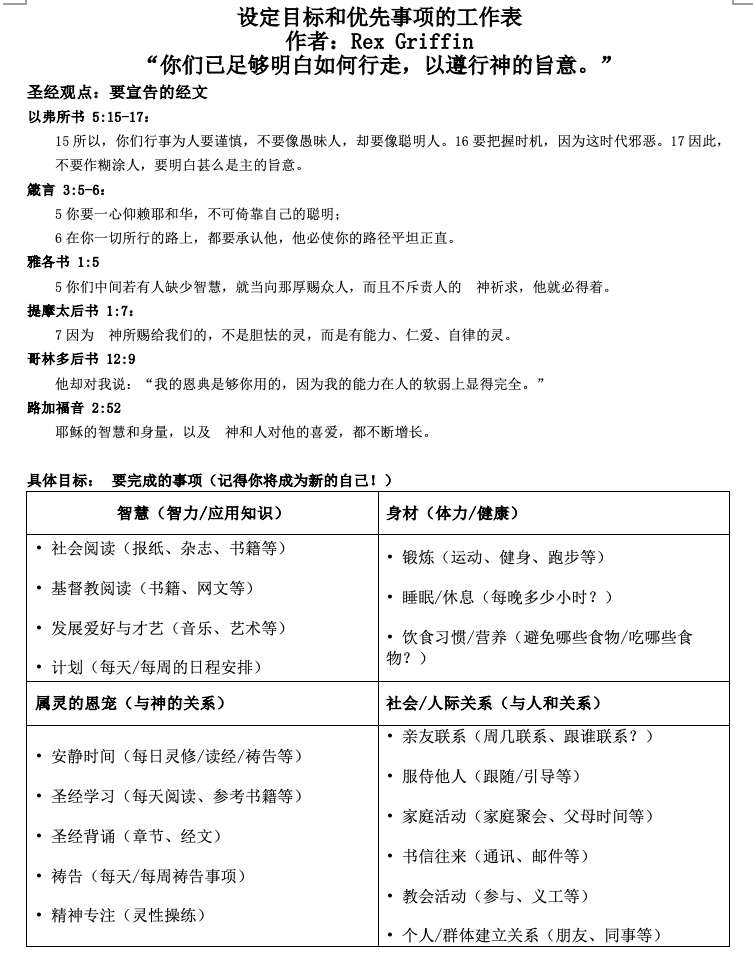 设定目标和优先事项的工作表
作者：Rex Griffin
“你们已足够明白如何行走，以遵行神的旨意。”
圣经观点：要宣告的经文
以弗所书 5:15-17：
15 所以，你们行事为人要谨慎，不要像愚昧人，却要像聪明人。16 要把握时机，因为这时代邪恶。17 因此，
不要作糊涂人，要明白甚么是主的旨意。
箴言 3:5-6：
5 你要一心仰赖耶和华，不可倚靠自己的聪明；
6 在你一切所行的路上，都要承认他，他必使你的路径平坦正直。
雅各书 1:5
5 你们中间若有人缺少智慧，就当向那厚赐众人，而且不斥责人的　神祈求，他就必得着。
提摩太后书 1:7：
7 因为　神所赐给我们的，不是胆怯的灵，而是有能力、仁爱、自律的灵。
哥林多后书 12:9
他却对我说：“我的恩典是够你用的，因为我的能力在人的软弱上显得完全。”
路加福音 2:52
耶稣的智慧和身量，以及　神和人对他的喜爱，都不断增长。
具体目标： 要完成的事项（记得你将成为新的自己！）
智慧（智力/应用知识）
• 社会阅读（报纸、杂志、书籍等）
• 基督教阅读（书籍、网文等）
• 发展爱好与才艺（音乐、艺术等）
• 计划（每天/每周的日程安排）
身材（体力/健康）
• 锻炼（运动、健身、跑步等）
• 睡眠/休息（每晚多少小时？）
• 饮食习惯/营养（避免哪些食物/吃哪些食
物？）
属灵的恩宠（与神的关系）
• 安静时间（每日灵修/读经/祷告等）
• 圣经学习（每天阅读、参考书籍等）
• 圣经背诵（章节、经文）
• 祷告（每天/每周祷告事项）
• 精神专注（灵性操练）
社会/人际关系（与人和关系）
• 亲友联系（周几联系、跟谁联系？）
• 服侍他人（跟随/引导等）
• 家庭活动（家庭聚会、父母时间等）
• 书信往来（通讯、邮件等）
• 教会活动（参与、义工等）
• 个人/群体建立关系（朋友、同事等）